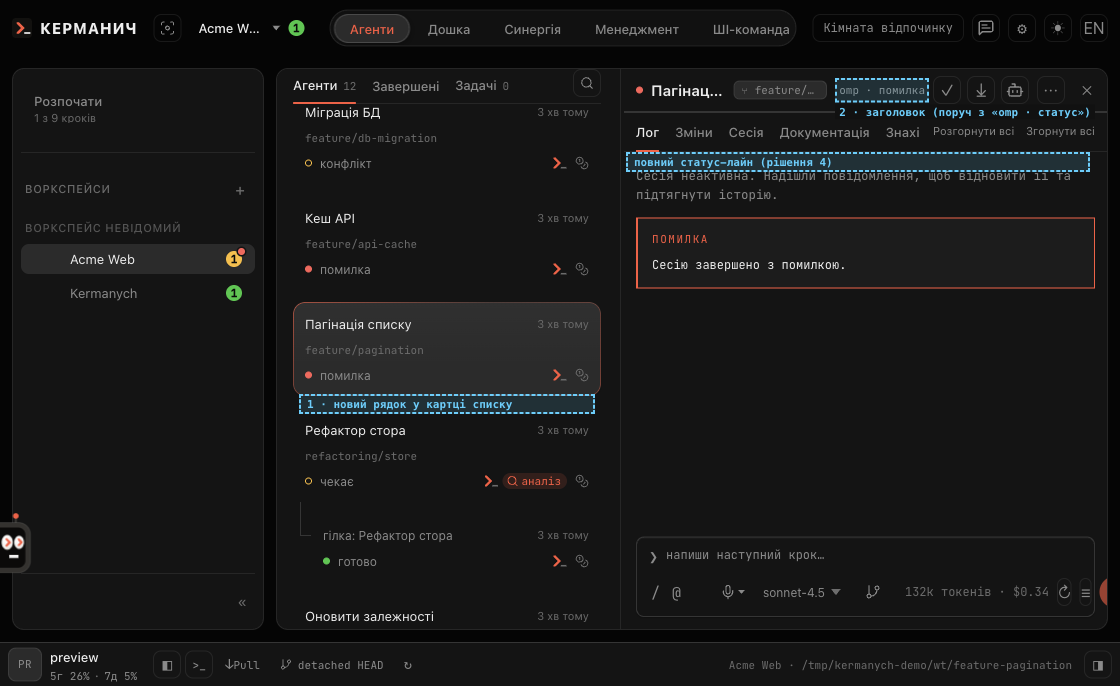 КЕРМАНИЧ
Acme W...
1
Агенти
Дошка
Синергія
Менеджмент
ШІ-команда
Кімната відпочинку
EN
Розпочати
1 з 9 кроків
ВОРКСПЕЙСИ
+
ВОРКСПЕЙС НЕВІДОМИЙ
Acme Web
1
Kermanych
1
«
Агенти 12
Завершені
Задачі 0
Міграція БД
3 хв тому
feature/db-migration
конфлікт
Кеш API
3 хв тому
feature/api-cache
помилка
Пагінація списку
3 хв тому
feature/pagination
помилка
1 · новий рядок у картці списку
Рефактор стора
3 хв тому
refactoring/store
чекає
аналіз
гілка: Рефактор стора
3 хв тому
готово
Оновити залежності
3 хв тому
Пагінац...
feature/…
omp · помилка
2 · заголовок (поруч з «omp · статус»)
Лог
Зміни
Сесія
Документація
Знахі
Розгорнути всі
Згорнути всі
повний статус-лайн (рішення 4)
Сесія неактивна. Надішли повідомлення, щоб відновити її та
підтягнути історію.
ПОМИЛКА
Сесію завершено з помилкою.
❯ напиши наступний крок…
/ @
sonnet-4.5
132k токенів · $0.34
PR
preview
5г 26% · 7д 5%
>_
Pull
detached HEAD
Acme Web · /tmp/kermanych-demo/wt/feature-pagination